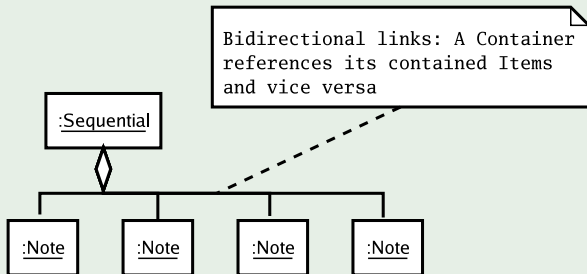 Bidirectional links: A Container
references its contained Items
and vice versa
:Sequential
:Note
:Note
:Note
:Note